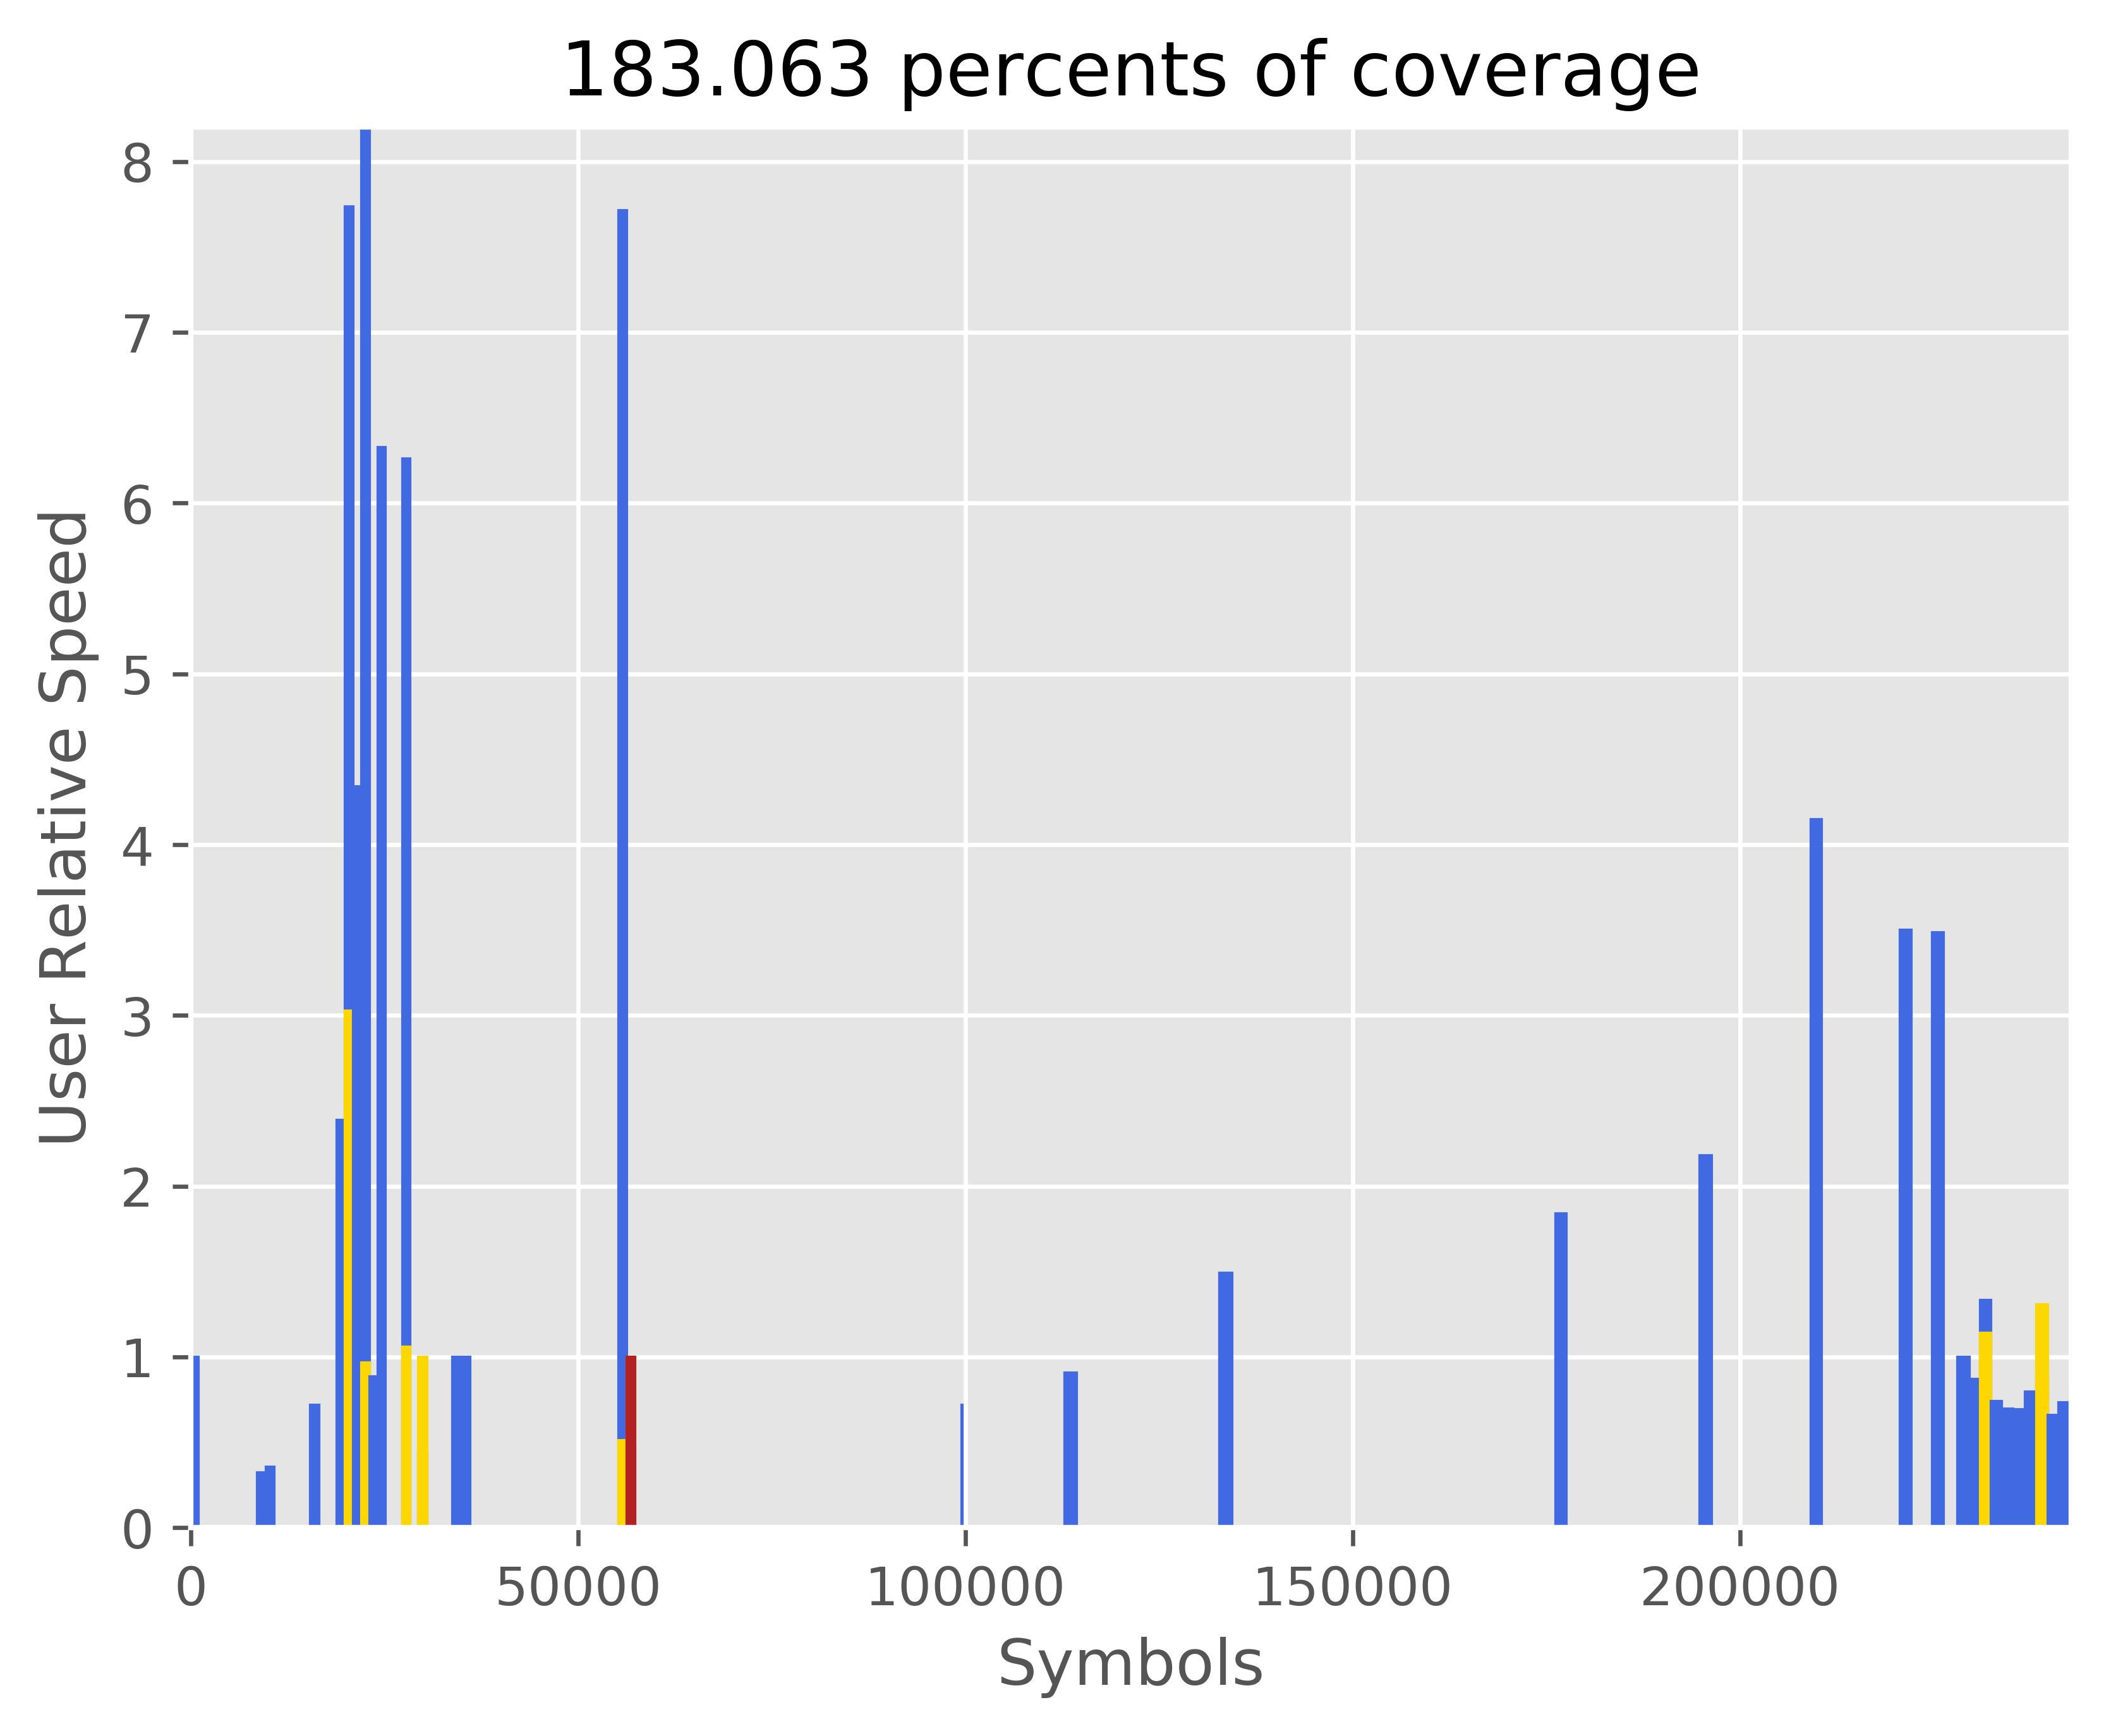 183.063 percents of coverage
User Relative Speed
8
7
6
5
4
3
2
1
0
0 50000 100000 150000 200000
Symbols